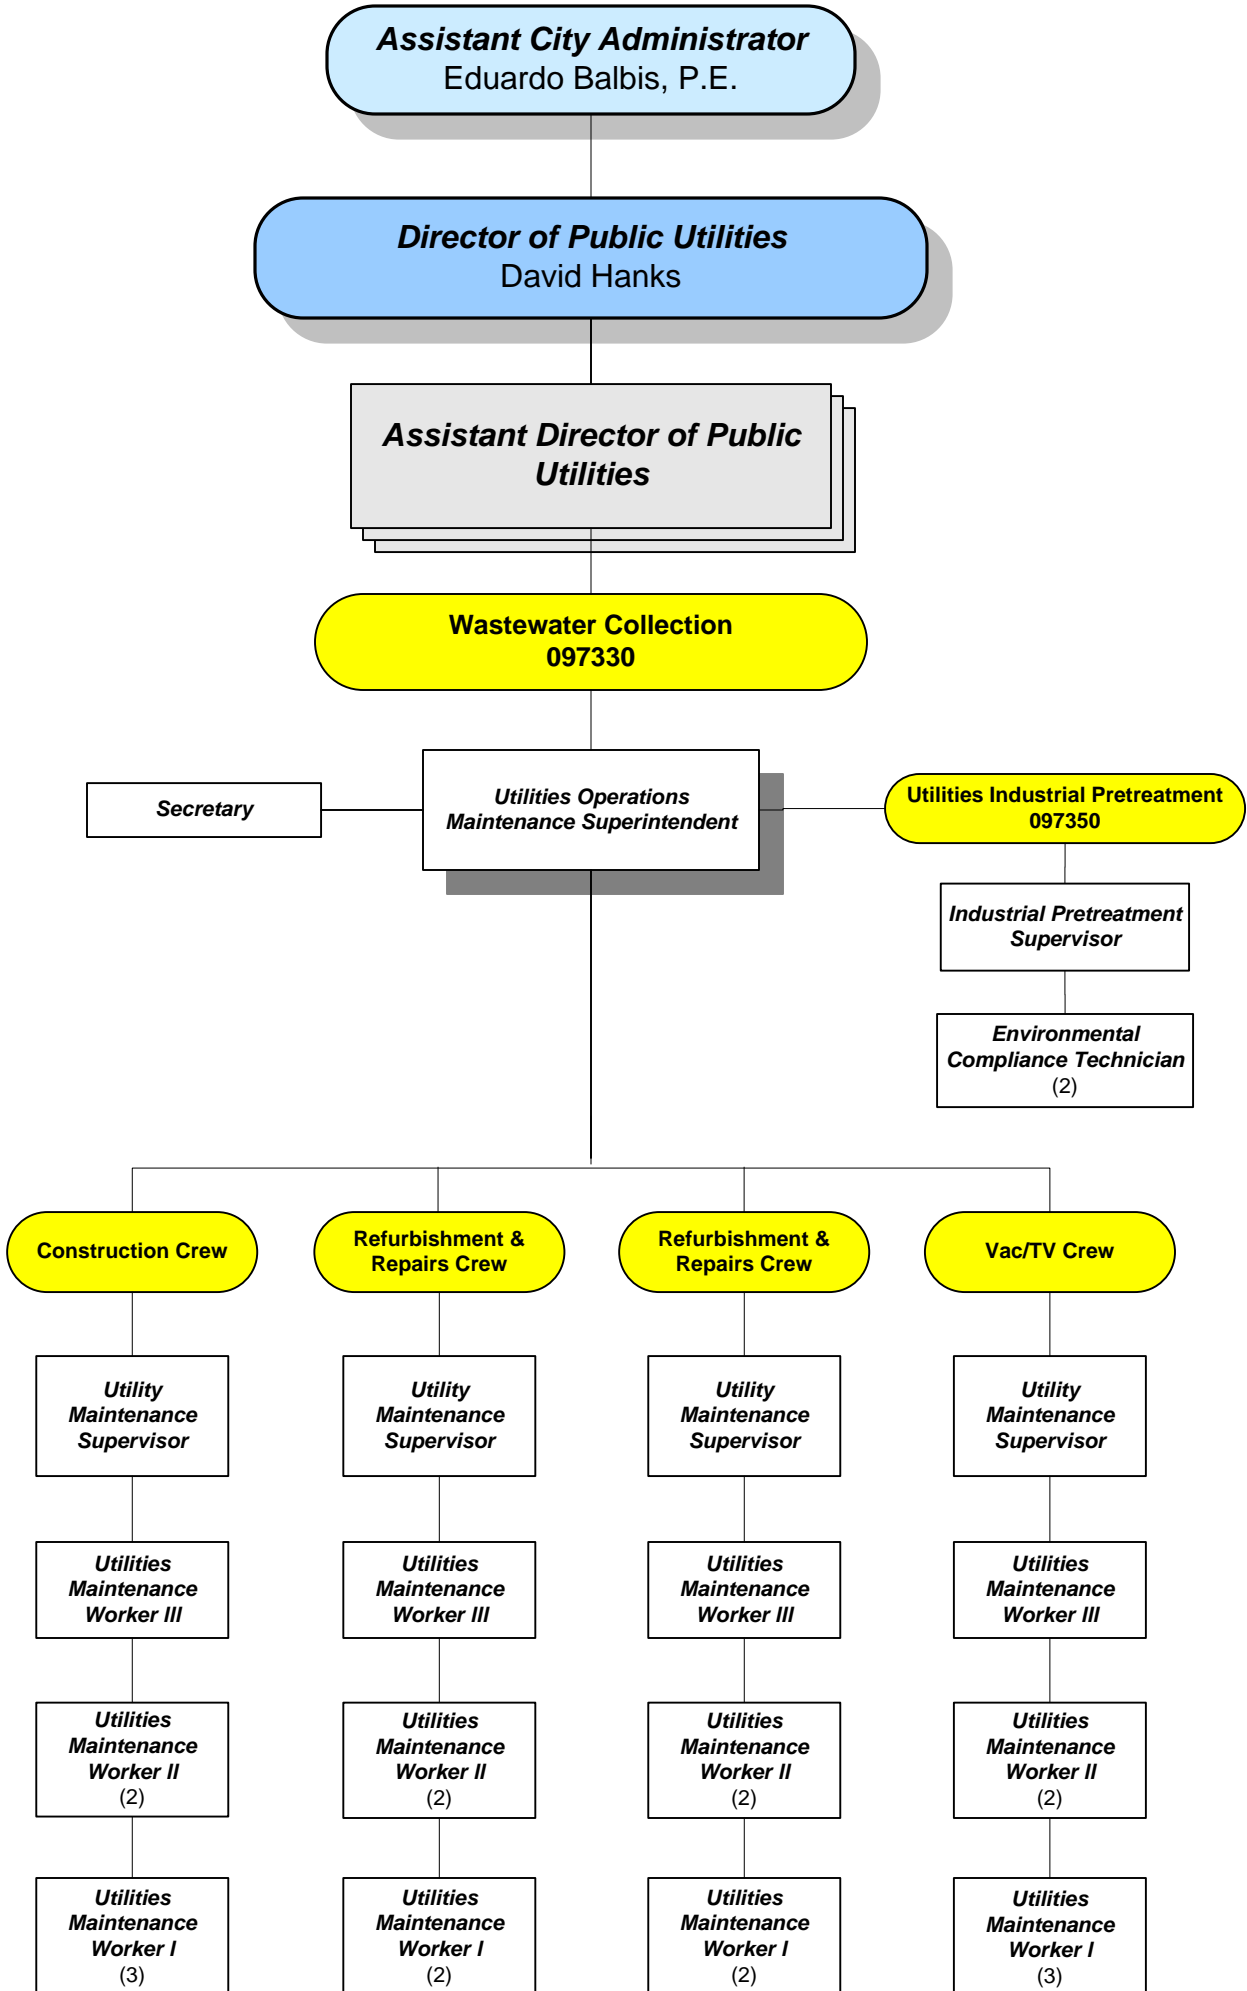 Assistant City Administrator
Eduardo Balbis, P.E.
Director of Public Utilities
David Hanks
Assistant Director of Public
Utilities
Wastewater Collection
097330
Secretary
Utilities Operations
Maintenance Superintendent
Utilities Industrial Pretreatment
097350
Industrial Pretreatment
Supervisor
Environmental
Compliance Technician
(2)
Construction Crew
Refurbishment &
Repairs Crew
Refurbishment &
Repairs Crew
Vac/TV Crew
Utility
Maintenance
Supervisor
Utility
Maintenance
Supervisor
Utility
Maintenance
Supervisor
Utility
Maintenance
Supervisor
Utilities
Maintenance
Worker III
Utilities
Maintenance
Worker III
Utilities
Maintenance
Worker III
Utilities
Maintenance
Worker III
Utilities
Maintenance
Worker II
(2)
Utilities
Maintenance
Worker II
(2)
Utilities
Maintenance
Worker II
(2)
Utilities
Maintenance
Worker II
(2)
Utilities
Maintenance
Worker I
(3)
Utilities
Maintenance
Worker I
(2)
Utilities
Maintenance
Worker I
(2)
Utilities
Maintenance
Worker I
(3)